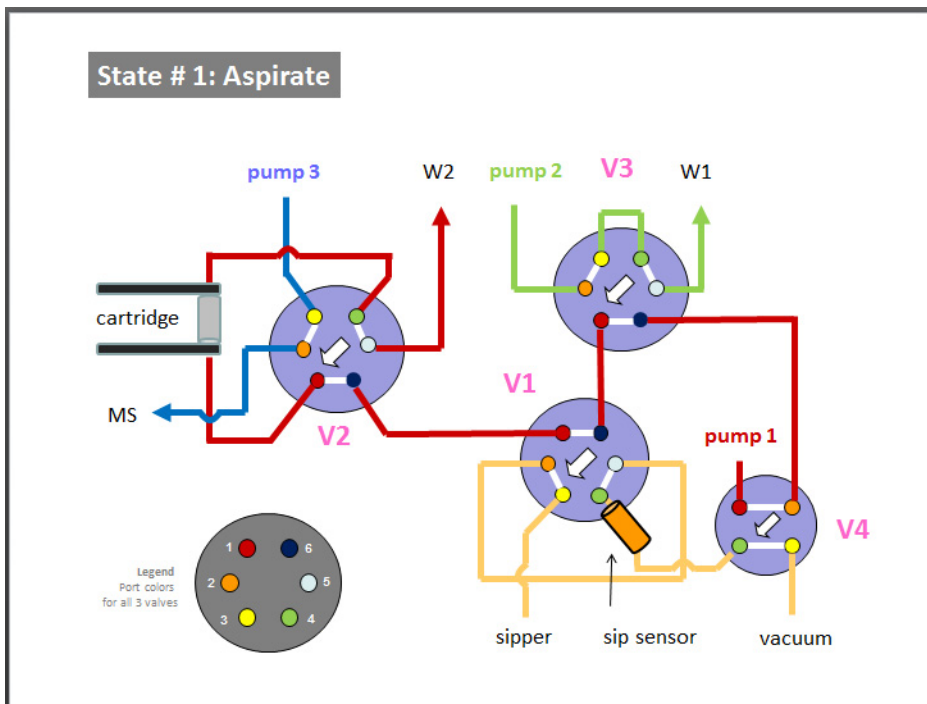 State # 1: Aspirate
pump 3
W2
pump 2
V3
W1
cartridge
MS
V2
V1
pump 1
V4
1
6
2
5
3
4
Legend
Port colors
for all 3 valves
sipper
sip sensor
vacuum